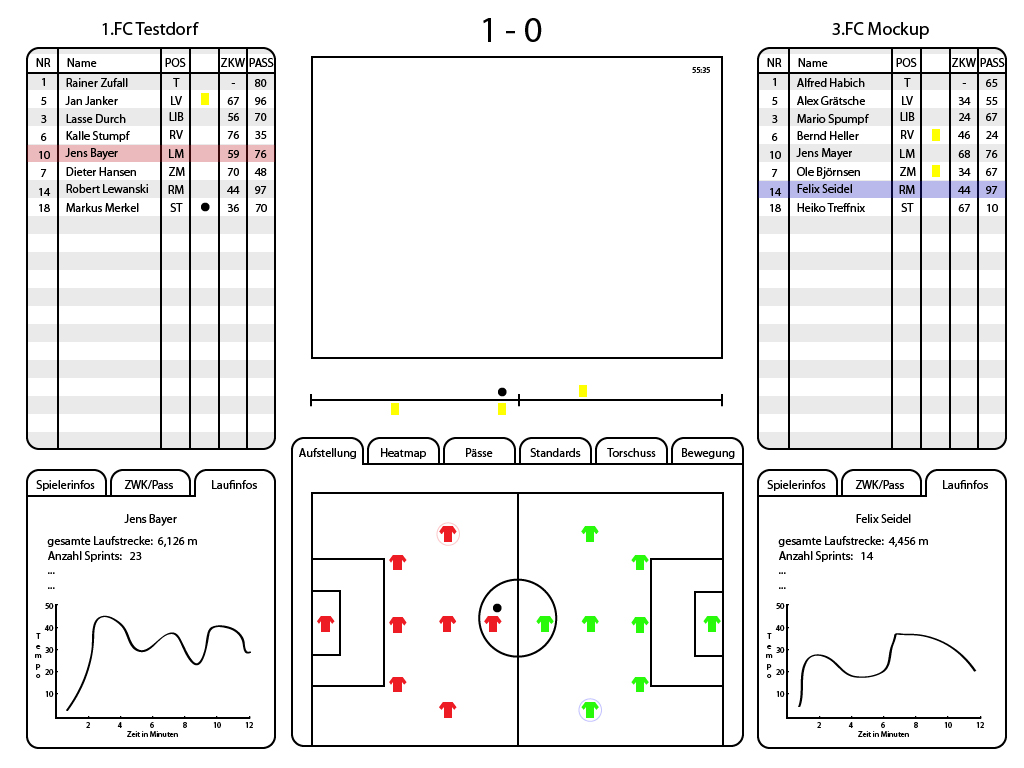 1.FC Testdorf
1 - 0
3.FC Mockup
NR Name POS ZKW PASS
1 Rainer Zufall T - 80
5 Jan Janker LV 67 96
3 Lasse Durch LIB 56 70
6 Kalle Stumpf RV 76 35
10 Jens Bayer LM 59 76
7 Dieter Hansen ZM 70 48
14 Robert Lewanski RM 44 97
18 Markus Merkel ST 36 70
55:35
NR Name POS ZKW PASS
1 Alfred Habich T - 65
5 Alex Grätsche LV 34 55
3 Mario Spumpf LIB 24 67
6 Bernd Heller RV 46 24
10 Jens Mayer LM 68 76
7 Ole Björnsen ZM 34 67
14 Felix Seidel RM 44 97
18 Heiko Treffnix ST 67 10
Aufstellung Heatmap Pässe Standards Torschuss Bewegung
Spielerinfos ZWK/Pass Laufinfos
Jens Bayer
gesamte Laufstrecke: 6,126 m
Anzahl Sprints: 23
...
...
50
40
30
20
10
Tempo
2 4 6 8 10 12
Zeit in Minuten
Spielerinfos ZWK/Pass Laufinfos
Felix Seidel
gesamte Laufstrecke: 4,456 m
Anzahl Sprints: 14
...
...
50
40
30
20
10
Tempo
2 4 6 8 10 12
Zeit in Minuten